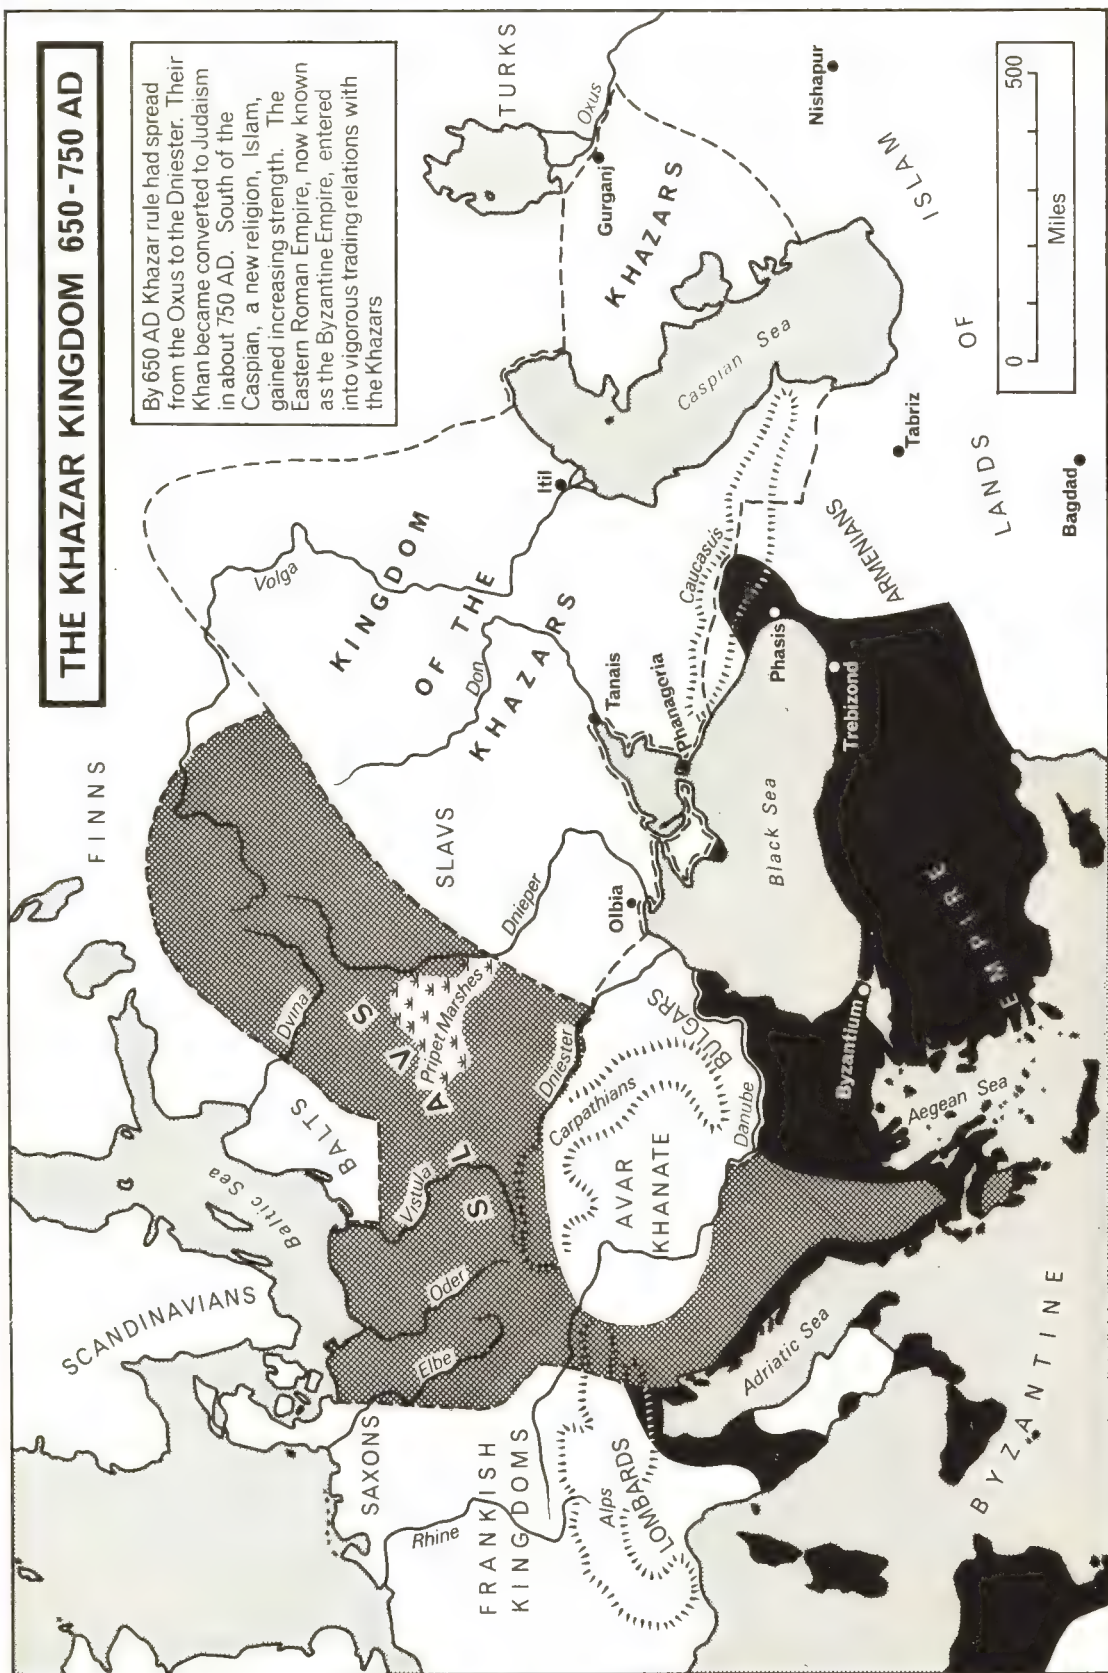 THE KHAZAR KINGDOM 650-750 AD
By 650 AD Khazar rule had spread
from the Oxus to the Dniester. Their
Khan became converted to Judaism
in about 750 AD. South of the
Caspian, a new religion, Islam,
gained increasing strength. The
Eastern Roman Empire, now known
as the Byzantine Empire, entered
into vigorous trading relations with
the Khazars
FINNS
TURKS
Oxus
Gurganj
KHAZARS
Nishapur
SCANDINAVIANS
Baltic Sea
BALTS
Dvina
Volga
KINGDOM
OF THE
KHAZARS
Don
Itil
Caspian Sea
SAXONS
Elbe
Oder
Vistula
SLAVS
Pripet Marshes
SLAVS
Dnieper
Dniester
Olbia
Tanais
Phanagoria
Caucasus
Rhine
FRANKISH
KINGDOMS
Alps
LOMBARDS
AVAR
KHANATE
Carpathians
BULGARS
Danube
Black Sea
Phasis
Trebizond
ARMENIANS
Tabriz
Bagdad
LANDS OF ISLAM
Adriatic Sea
Byzantium
Aegean Sea
BYZANTINE EMPIRE
0 500
Miles